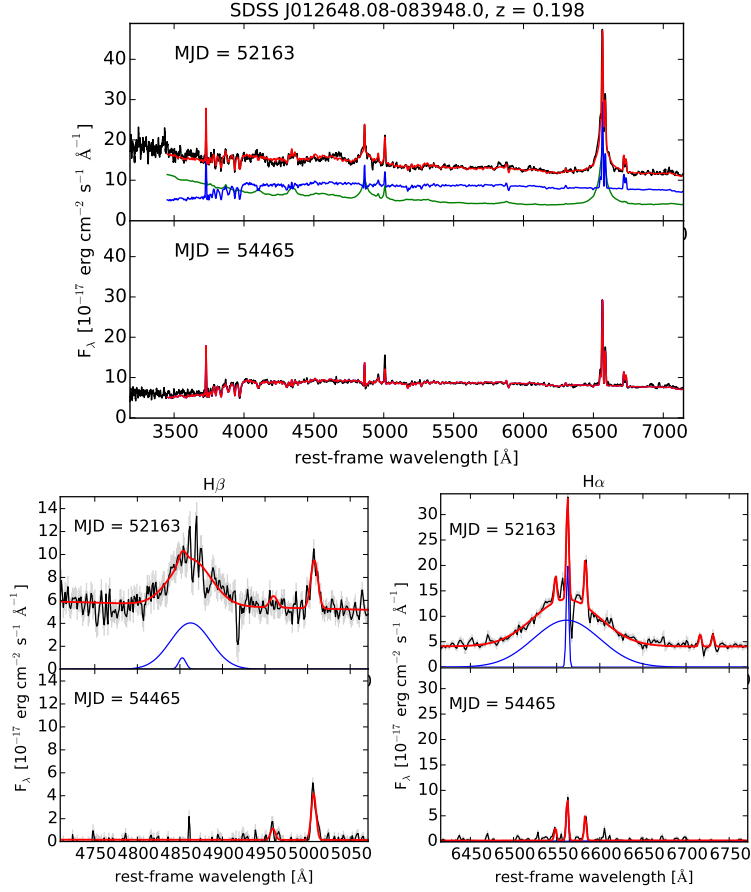 SDSS J012648.08-083948.0, z = 0.198
MJD = 52163
40
30
20
10
0
MJD = 54465
40
30
20
10
0
F_λ [10^{-17} erg cm^{-2} s^{-1} Å^{-1}]
3500 4000 4500 5000 5500 6000 6500 7000
rest-frame wavelength [Å]
Hβ
MJD = 52163
14
12
10
8
6
4
2
0
MJD = 54465
14
12
10
8
6
4
2
0
F_λ [10^{-17} erg cm^{-2} s^{-1} Å^{-1}]
4750 4800 4850 4900 4950 5000 5050
rest-frame wavelength [Å]
Hα
MJD = 52163
30
25
20
15
10
5
0
MJD = 54465
30
25
20
15
10
5
0
F_λ [10^{-17} erg cm^{-2} s^{-1} Å^{-1}]
6450 6500 6550 6600 6650 6700 6750
rest-frame wavelength [Å]